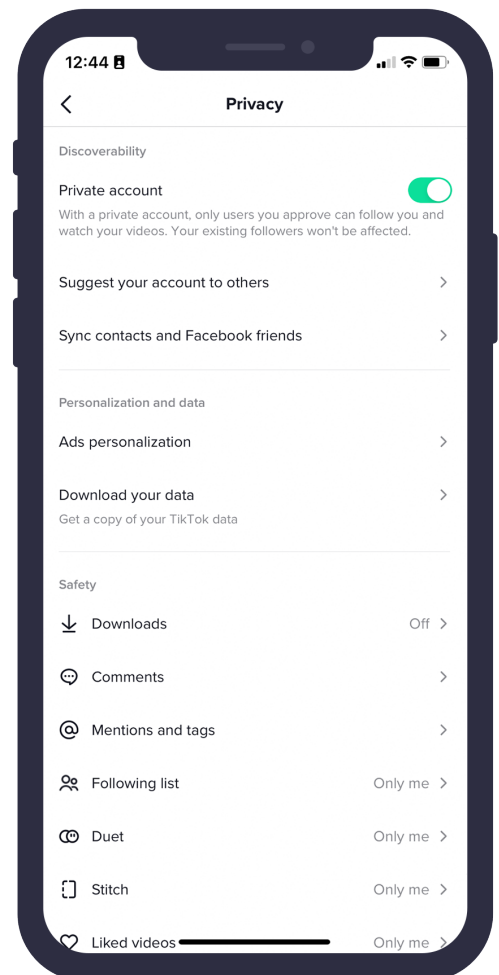 12:44
Privacy
Discoverability
Private account
With a private account, only users you approve can follow you and
watch your videos. Your existing followers won't be affected.
Suggest your account to others
Sync contacts and Facebook friends
Personalization and data
Ads personalization
Download your data
Get a copy of your TikTok data
Safety
Downloads Off
Comments
Mentions and tags
Following list Only me
Duet Only me
Stitch Only me
Liked videos Only me